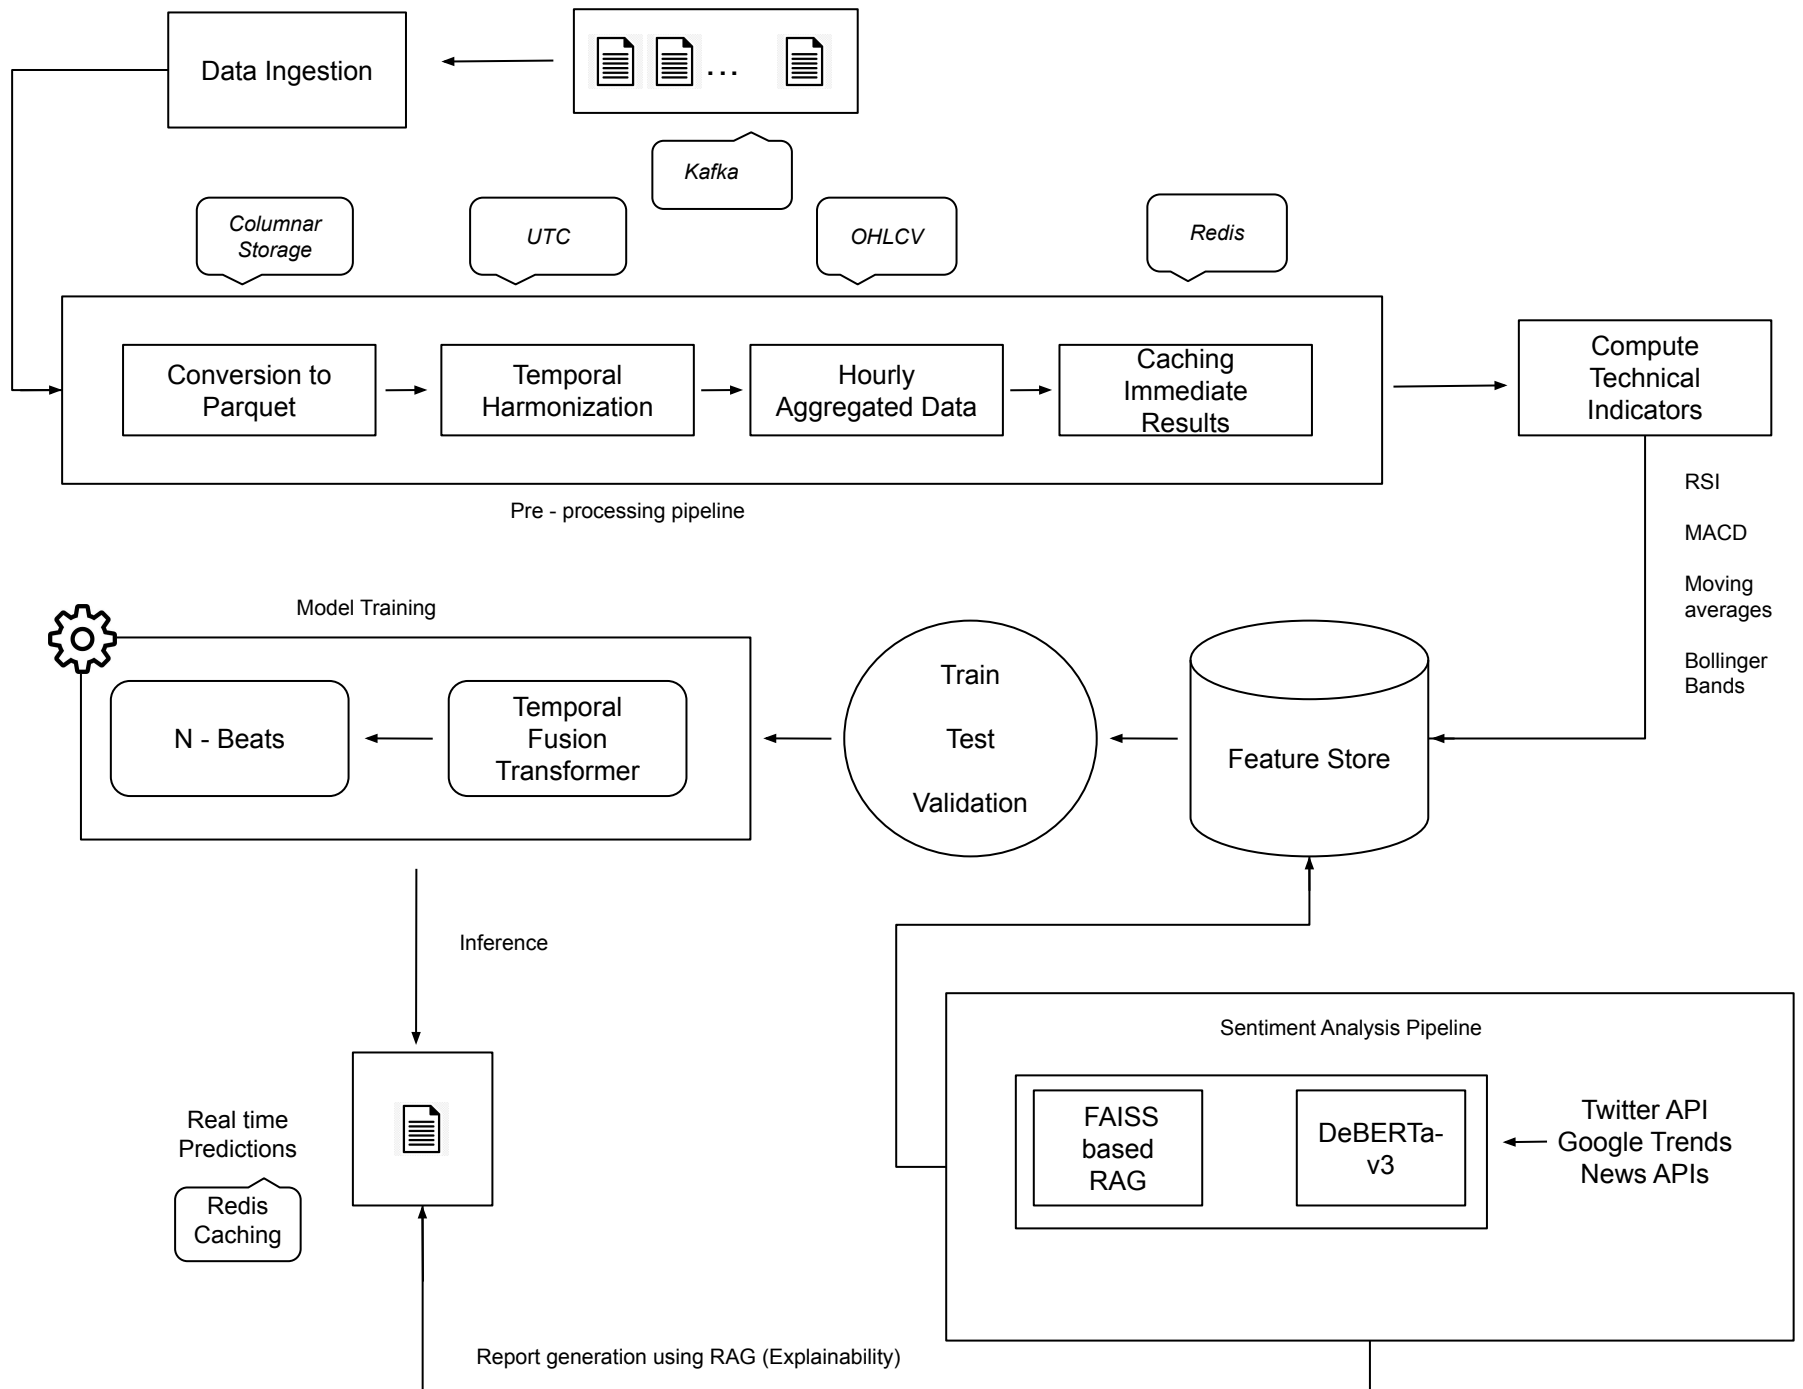 Data Ingestion
...
Kafka
Columnar
Storage
UTC
OHLCV
Redis
Conversion to
Parquet
Temporal
Harmonization
Hourly
Aggregated Data
Caching
Immediate
Results
Compute
Technical
Indicators
Pre - processing pipeline
RSI
MACD
Moving
averages
Bollinger
Bands
Model Training
N - Beats
Temporal
Fusion
Transformer
Train
Test
Validation
Feature Store
Inference
Sentiment Analysis Pipeline
FAISS
based
RAG
DeBERTa-
v3
Twitter API
Google Trends
News APIs
Real time
Predictions
Redis
Caching
Report generation using RAG (Explainability)